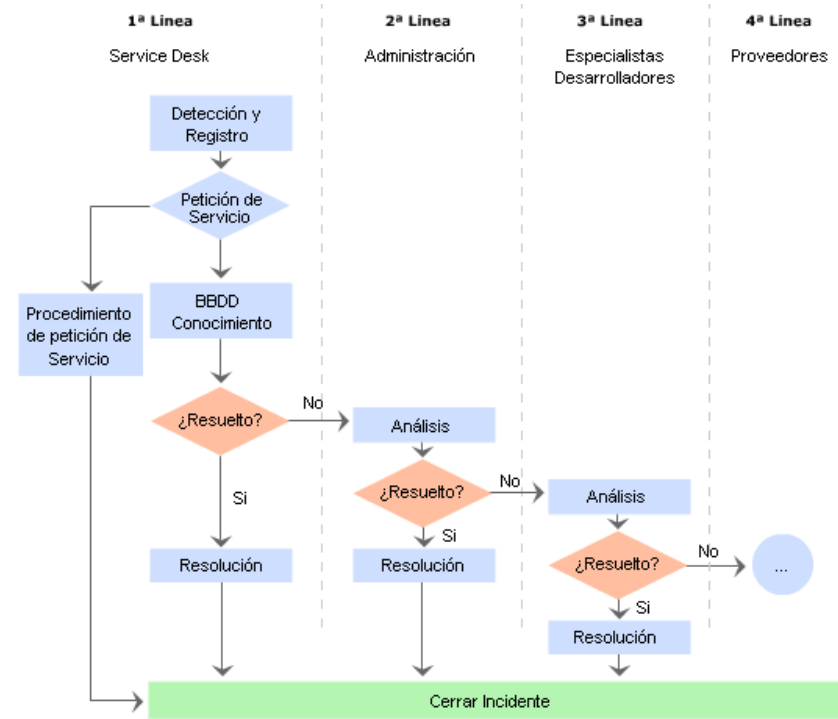 1ª Linea
2ª Linea
3ª Linea
4ª Linea
Service Desk
Administración
Especialistas
Desarrolladores
Proveedores
Detección y
Registro
Petición de
Servicio
Procedimiento
de petición de
Servicio
BBDD
Conocimiento
¿Resuelto?
No
Si
Resolución
Análisis
¿Resuelto?
No
Si
Resolución
Análisis
¿Resuelto?
No
Si
Resolución
...
Cerrar Incidente